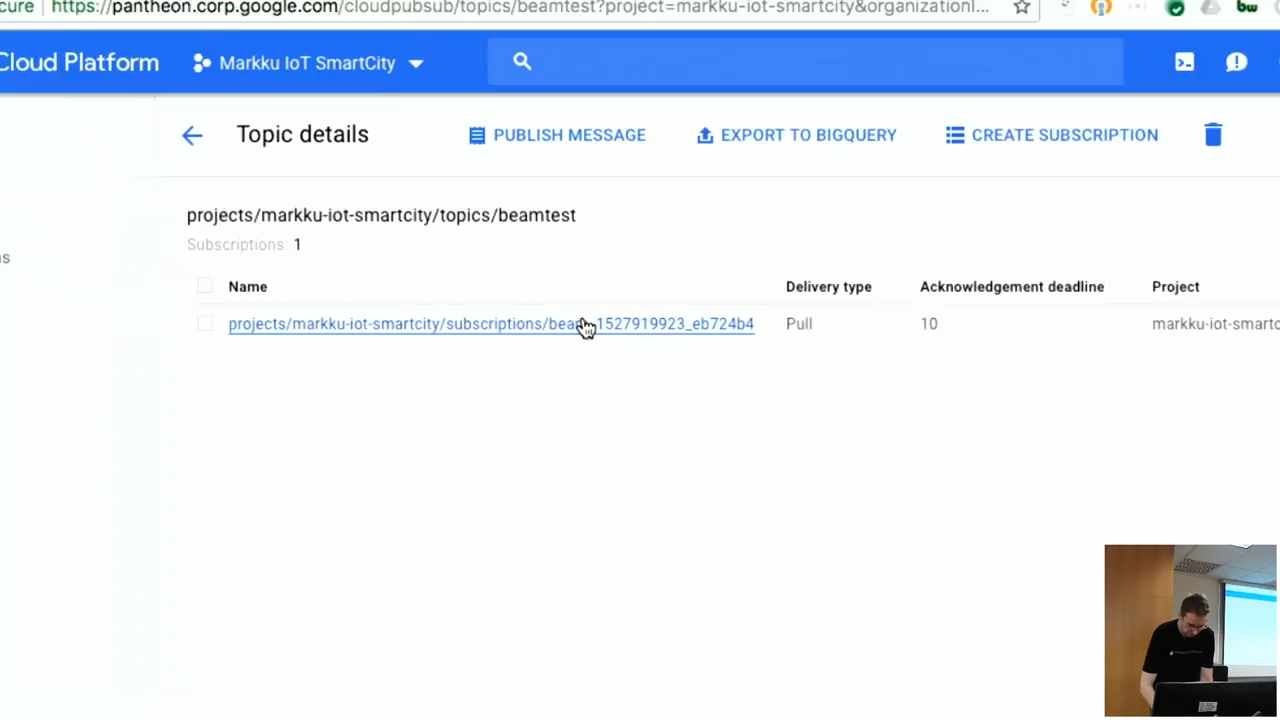 cure https://pantheon.corp.google.com/cloudpubsub/topics/beamtest?project=markku-iot-smartcity&organizationI...
Cloud Platform Markku IoT SmartCity
Topic details PUBLISH MESSAGE EXPORT TO BIGQUERY CREATE SUBSCRIPTION
projects/markku-iot-smartcity/topics/beamtest
Subscriptions: 1
s
Name Delivery type Acknowledgement deadline Project
projects/markku-iot-smartcity/subscriptions/bea 1527919923_eb724b4 Pull 10 markku-iot-smartc